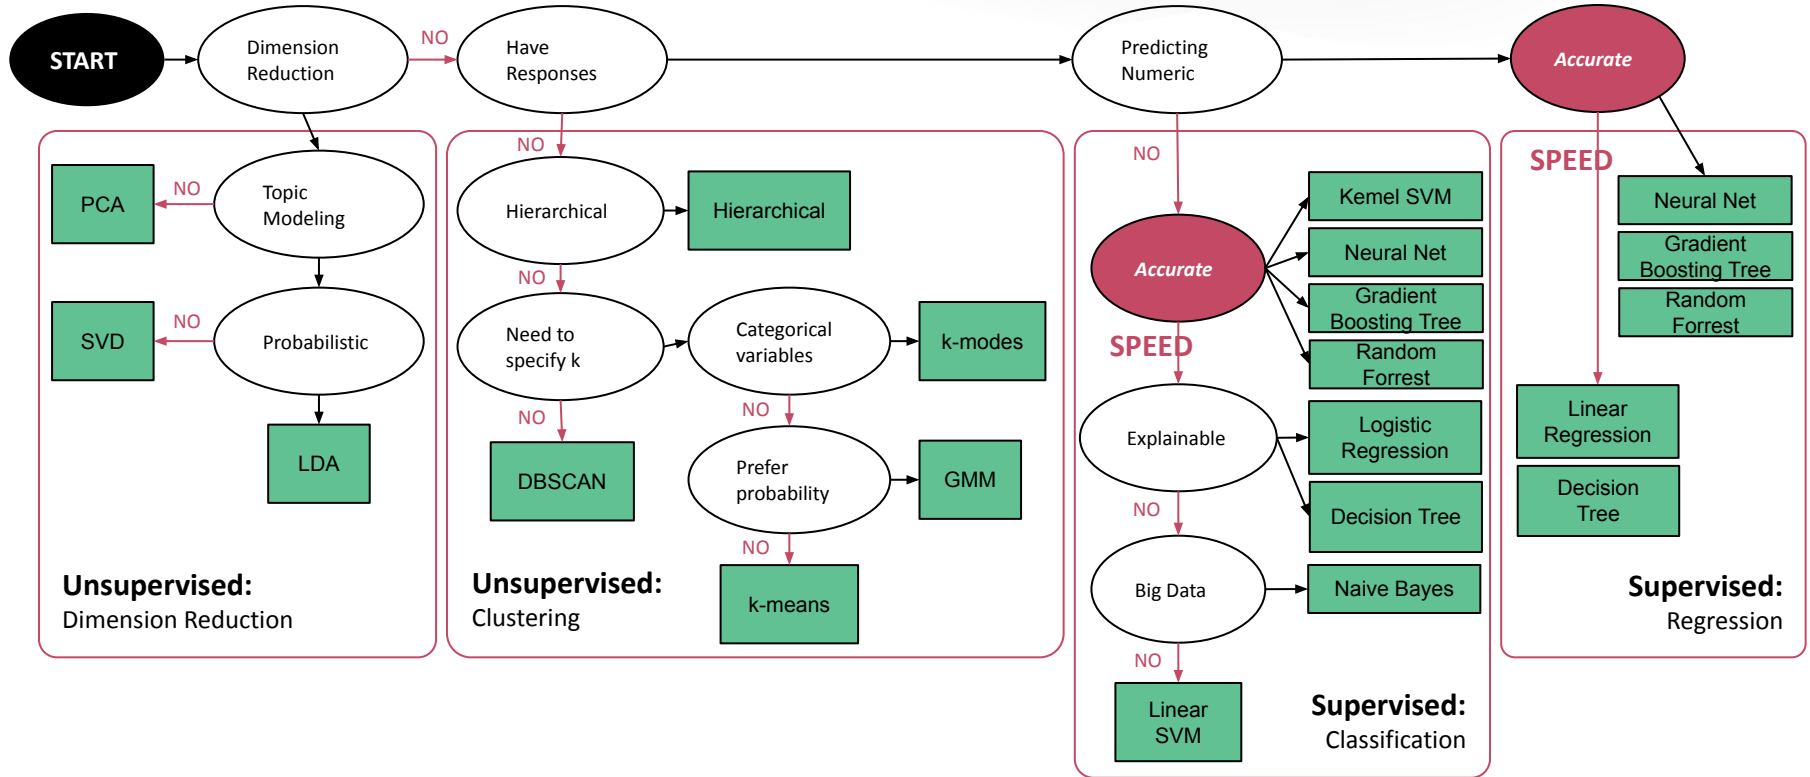 START
Dimension
Reduction
NO
Have
Responses
Predicting
Numeric
Accurate
NO
PCA
NO
Topic
Modeling
SVD
NO
Probabilistic
LDA
Unsupervised:
Dimension Reduction
Hierarchical
Hierarchical
NO
Need to
specify k
Categorical
variables
k-modes
NO
NO
DBSCAN
Prefer
probability
GMM
NO
k-means
Unsupervised:
Clustering
NO
Accurate
Kemel SVM
Neural Net
Gradient
Boosting Tree
Random
Forrest
SPEED
Explainable
Logistic
Regression
Decision Tree
NO
Big Data
Naive Bayes
NO
Linear
SVM
Supervised:
Classification
SPEED
Neural Net
Gradient
Boosting Tree
Random
Forrest
Linear
Regression
Decision
Tree
Supervised:
Regression